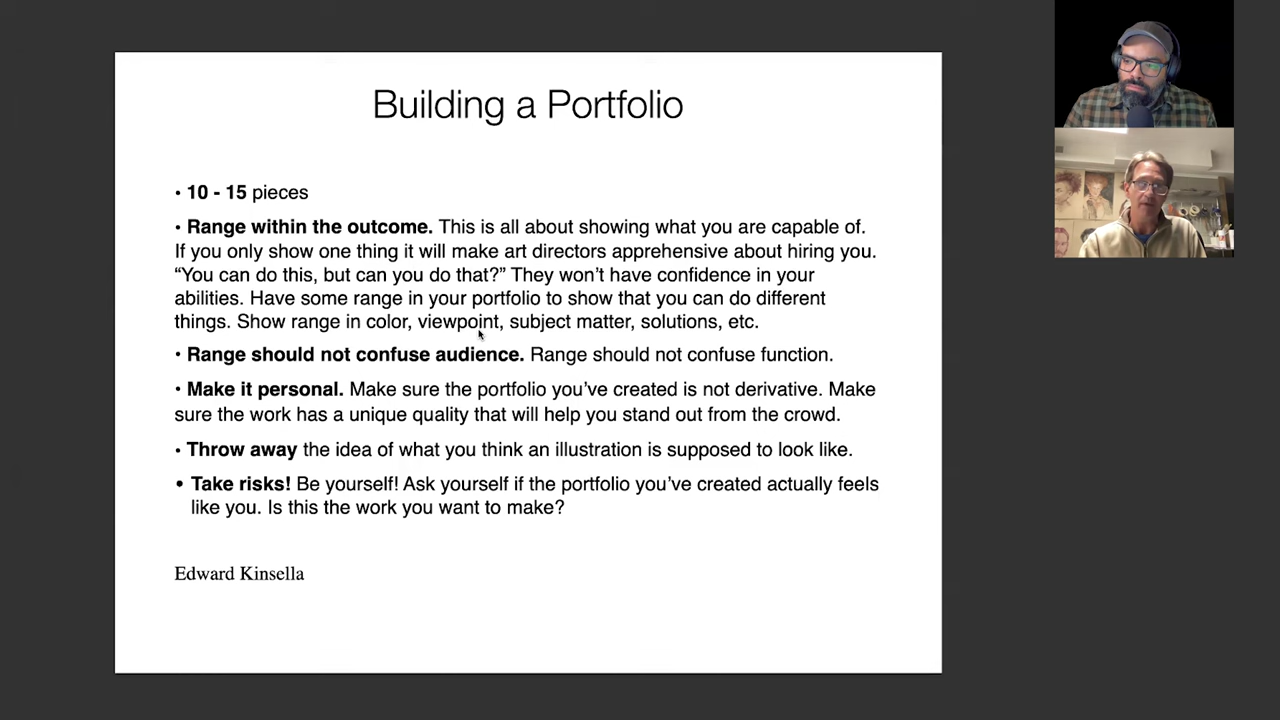 Building a Portfolio
• 10 - 15 pieces
• Range within the outcome. This is all about showing what you are capable of.
If you only show one thing it will make art directors apprehensive about hiring you.
“You can do this, but can you do that?” They won’t have confidence in your
abilities. Have some range in your portfolio to show that you can do different
things. Show range in color, viewpoint, subject matter, solutions, etc.
• Range should not confuse audience. Range should not confuse function.
• Make it personal. Make sure the portfolio you’ve created is not derivative. Make
sure the work has a unique quality that will help you stand out from the crowd.
• Throw away the idea of what you think an illustration is supposed to look like.
• Take risks! Be yourself! Ask yourself if the portfolio you’ve created actually feels
like you. Is this the work you want to make?
Edward Kinsella